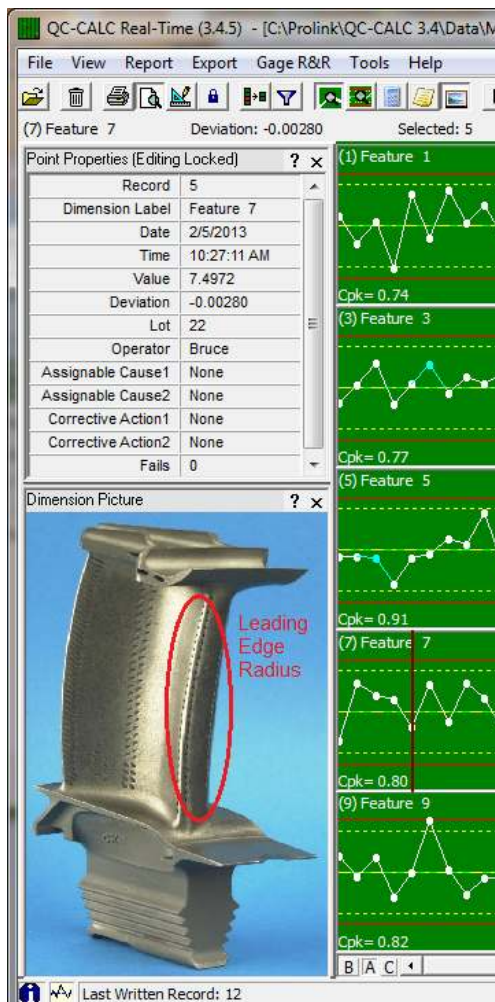 QC-CALC Real-Time (3.4.5) - [C:\Prolink\QC-CALC 3.4\Data\M
File View Report Export Gage R&R Tools Help
(7) Feature 7 Deviation: -0.00280 Selected: 5
Point Properties (Editing Locked) ? ×
Record 5
Dimension Label Feature 7
Date 2/5/2013
Time 10:27:11 AM
Value 7.4972
Deviation -0.00280
Lot 22
Operator Bruce
Assignable Cause1 None
Assignable Cause2 None
Corrective Action1 None
Corrective Action2 None
Fails 0
Dimension Picture ? ×
Leading
Edge
Radius
(1) Feature 1
Cpk= 0.74
(3) Feature 3
Cpk= 0.77
(5) Feature 5
Cpk= 0.91
(7) Feature 7
Cpk= 0.80
(9) Feature 9
Cpk= 0.82
B A C
Last Written Record: 12